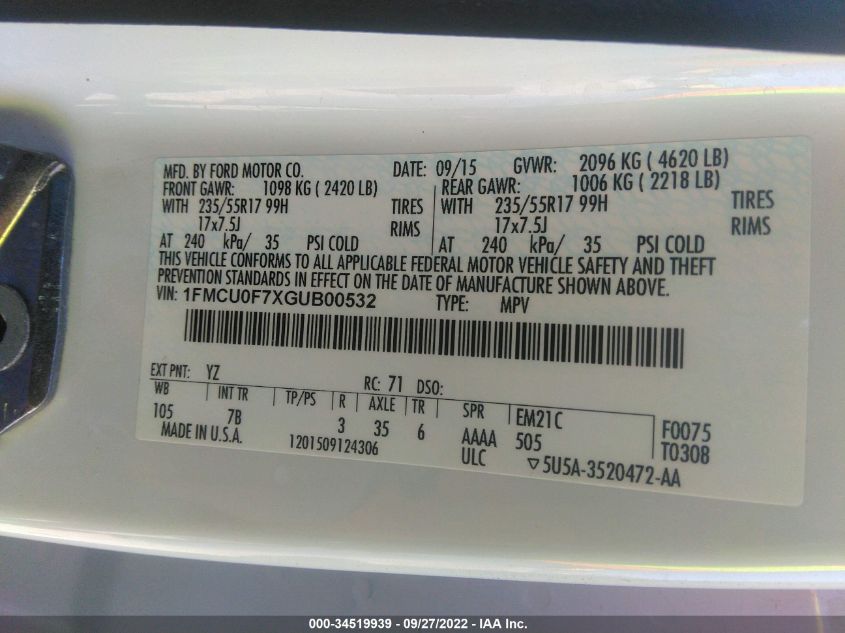 MFD. BY FORD MOTOR CO. DATE: 09/15 GVWR: 2096 KG ( 4620 LB)
FRONT GAWR: 1098 KG ( 2420 LB) REAR GAWR: 1006 KG ( 2218 LB)
WITH 235/55R17 99H TIRES WITH 235/55R17 99H TIRES
17x7.5J RIMS 17x7.5J RIMS
AT 240 kPa/ 35 PSI COLD AT 240 kPa/ 35 PSI COLD
THIS VEHICLE CONFORMS TO ALL APPLICABLE FEDERAL MOTOR VEHICLE SAFETY AND THEFT
PREVENTION STANDARDS IN EFFECT ON THE DATE OF MANUFACTURE SHOWN ABOVE.
VIN: 1FMCU0F7XGUB00532 TYPE: MPV
EXT PNT: YZ RC: 71 DSO:
WB INT TR TP/PS R AXLE TR SPR EM21C F0075
105 7B 3 35 6 AAAA 505 T0308
MADE IN U.S.A. 1201509124306 ULC ▽5U5A-3520472-AA
000-34519939 - 09/27/2022 - IAA Inc.